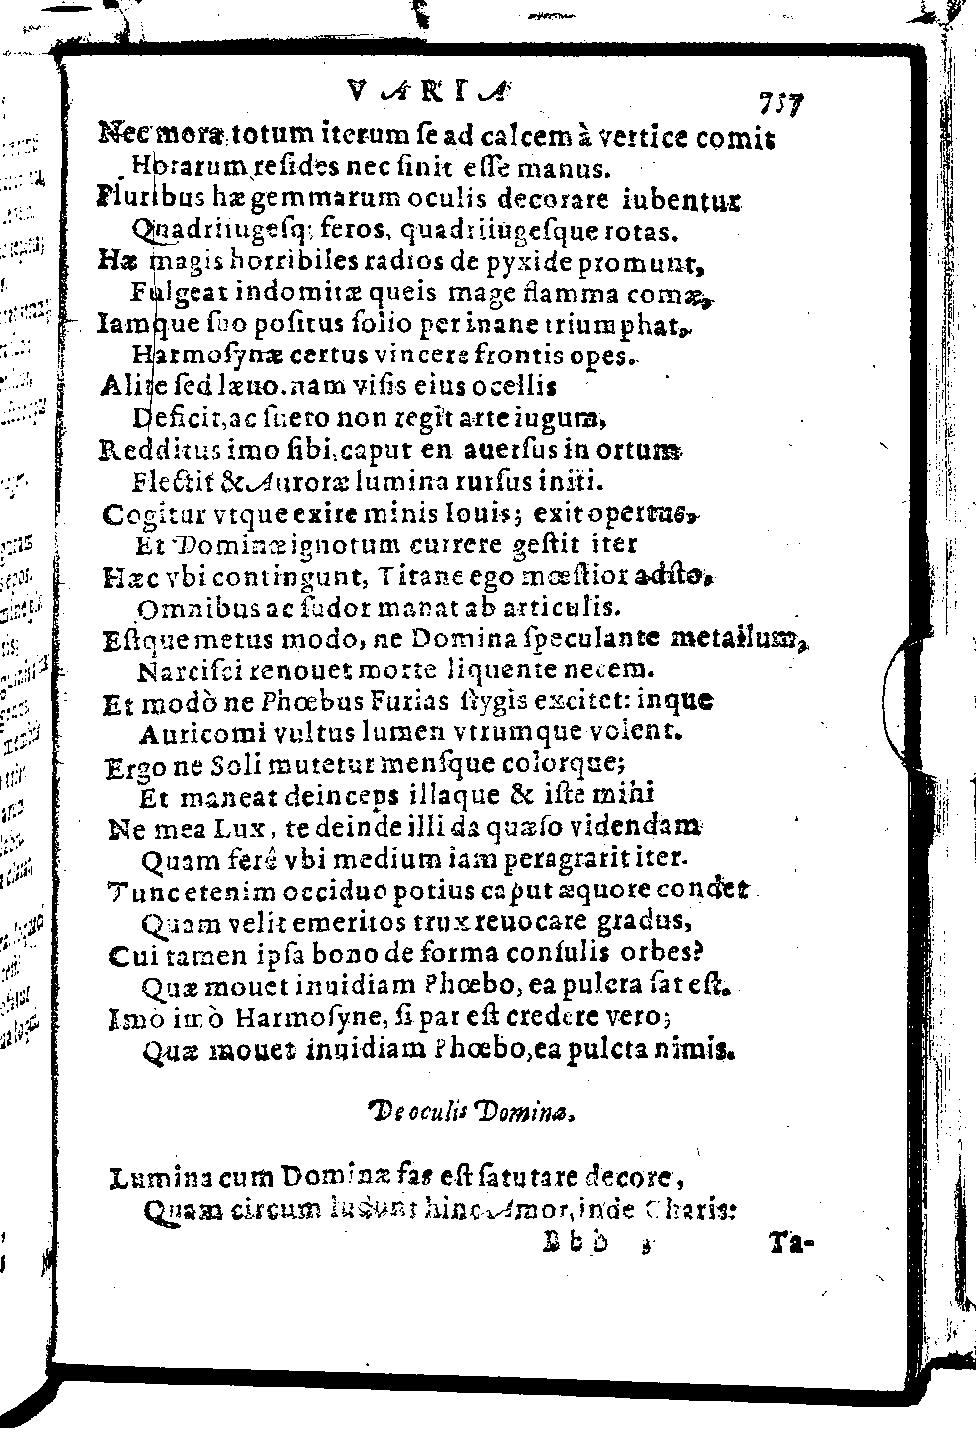 VARIA 757
Nec mora totum iterum ſe ad calcem à vertice comit
Horarum reſides nec ſinit eſſe manus.
Pluribus hæ gemmarum oculis decorare iubentur
Quadriiugeſq; feros, quadriiugeſque rotas.
Hæ magis horribiles radios de pyxide promunt,
Fulgeat indomitæ queis mage flamma comæ,
Iamque ſuo poſitus ſolio per inane triumphat,
Harmoſynæ certus vincere frontis opes.
Alite ſed læuo. nam viſis eius ocellis
Deficit, ac ſueto non regit arte iugum,
Redditus imo ſibi, caput en auerſus in ortum
Flectit & Auroræ lumina rurſus initi.
Cogitur vtque exire minis Iouis; exit opertus,
Et Dominæ ignotum currere geſtit iter
Hæc vbi contingunt, Titane ego mœſtior adſto,
Omnibus ac ſudor manat ab articulis.
Eſtque metus modo, ne Domina ſpeculante metallum,
Narciſci renouet morte liquente necem.
Et modò ne Phœbus Furias ſtygis excitet: inque
Auricomi vultus lumen vtrumque volent.
Ergo ne Soli mutetur menſque colorque;
Et maneat deinceps illaque & iſte mihi
Ne mea Lux, te deinde illi da quæſo videndam
Quam ferè vbi medium iam peragrarit iter.
Tunc etenim occiduo potius caput æquore condet
Quam velit emeritos trux reuocare gradus,
Cui tamen ipſa bono de forma conſulis orbes?
Quæ mouet inuidiam Phœbo, ea pulcra ſat eſt.
Imò imò Harmoſyne, ſi par eſt credere vero;
Quæ mouet inuidiam Phœbo, ea pulcra nimis.
De oculis Dominæ.
Lumina cum Dominæ fas eſt ſalutare decore,
Quam circum ludunt hinc Amor, inde Charis:
Bbb Ta-